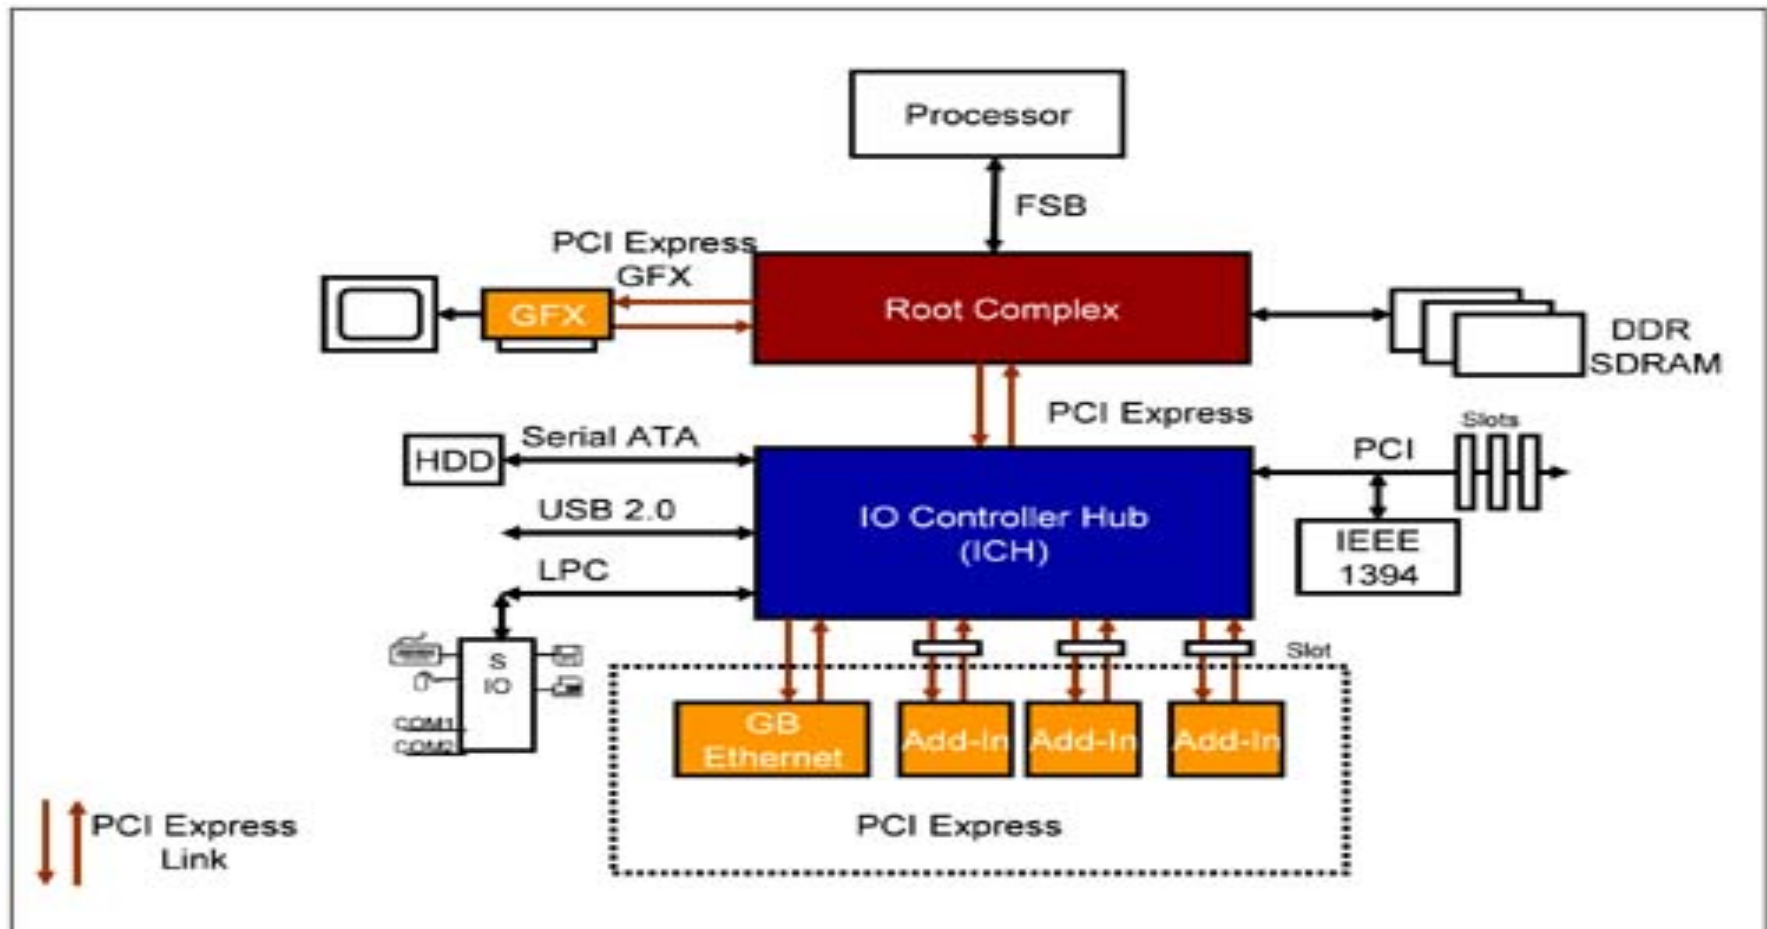 Processor
FSB
PCI Express
GFX
GFX
Root Complex
DDR
SDRAM
PCI Express
Slots
Serial ATA
HDD
PCI
USB 2.0
IO Controller Hub
(ICH)
IEEE
1394
LPC
S
IO
COM1
COM2
Slot
GB
Ethernet
Add-In
Add-In
Add-In
PCI Express
PCI Express
Link